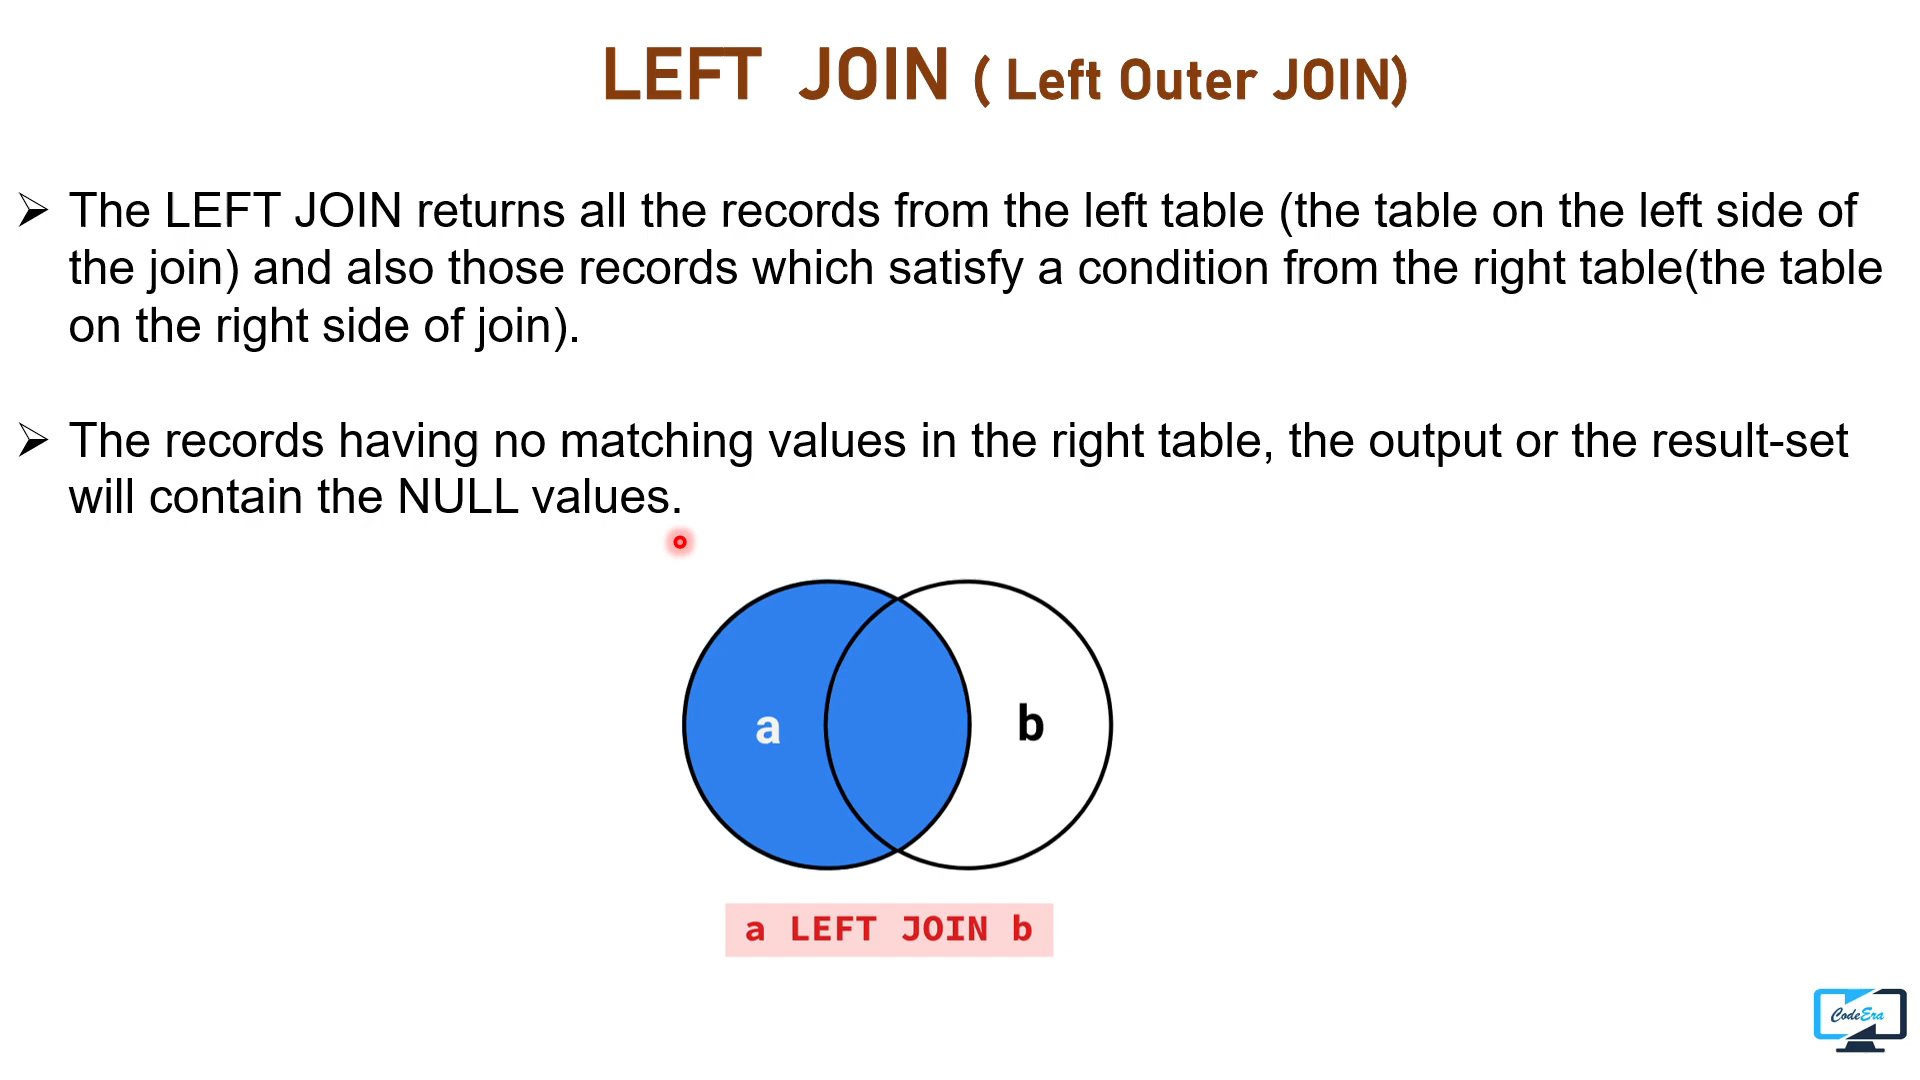 LEFT JOIN ( Left Outer JOIN)
➢ The LEFT JOIN returns all the records from the left table (the table on the left side of
the join) and also those records which satisfy a condition from the right table(the table
on the right side of join).
➢ The records having no matching values in the right table, the output or the result-set
will contain the NULL values.
a
b
a LEFT JOIN b
CodeEra